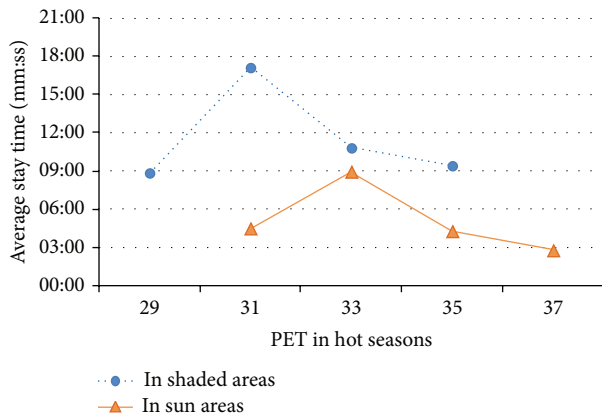 21:00
18:00
15:00
12:00
09:00
06:00
03:00
00:00
Average stay time (mm:ss)
29 31 33 35 37
PET in hot seasons
In shaded areas
In sun areas